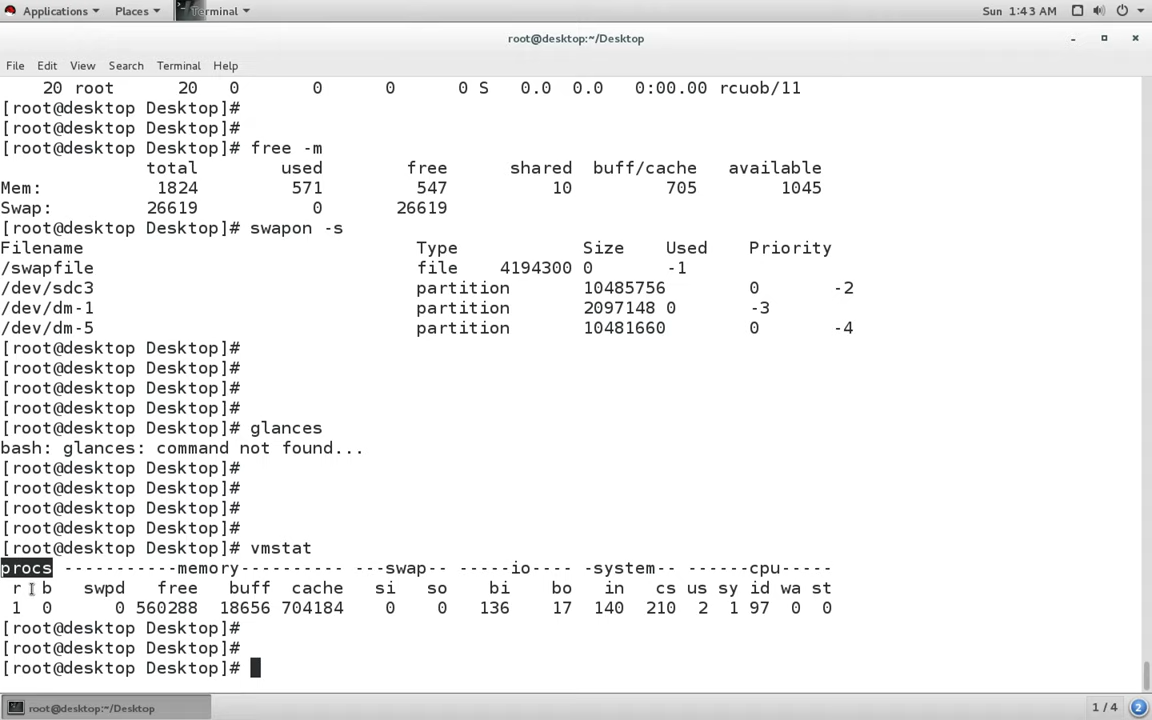 Applications Places Terminal Sun 1:43 AM
root@desktop:~/Desktop
File Edit View Search Terminal Help
20 root 20 0 0 0 0 S 0.0 0.0 0:00.00 rcuob/11
[root@desktop Desktop]#
[root@desktop Desktop]#
[root@desktop Desktop]# free -m
total used free shared buff/cache available
Mem: 1824 571 547 10 705 1045
Swap: 26619 0 26619
[root@desktop Desktop]# swapon -s
Filename Type Size Used Priority
/swapfile file 4194300 0 -1
/dev/sdc3 partition 10485756 0 -2
/dev/dm-1 partition 2097148 0 -3
/dev/dm-5 partition 10481660 0 -4
[root@desktop Desktop]#
[root@desktop Desktop]#
[root@desktop Desktop]#
[root@desktop Desktop]#
[root@desktop Desktop]# glances
bash: glances: command not found...
[root@desktop Desktop]#
[root@desktop Desktop]#
[root@desktop Desktop]#
[root@desktop Desktop]#
[root@desktop Desktop]# vmstat
procs -----------memory---------- ---swap-- -----io---- -system-- ------cpu-----
r b swpd free buff cache si so bi bo in cs us sy id wa st
1 0 0 560288 18656 704184 0 0 136 17 140 210 2 1 97 0 0
[root@desktop Desktop]#
[root@desktop Desktop]#
[root@desktop Desktop]#
root@desktop:~/Desktop 1 / 4 2